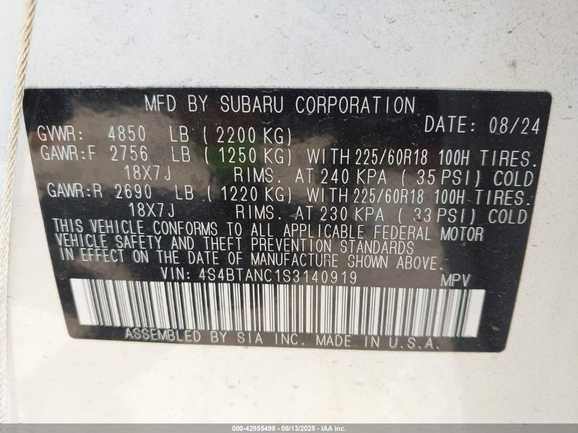 MFD BY SUBARU CORPORATION
DATE: 08/24
GVWR: 4850 LB ( 2200 KG)
GAWR:F 2756 LB ( 1250 KG) WITH 225/60R18 100H TIRES.
18X7J RIMS. AT 240 KPA ( 35 PSI) COLD
GAWR:R 2690 LB ( 1220 KG) WITH 225/60R18 100H TIRES.
18X7J RIMS. AT 230 KPA ( 33 PSI) COLD
THIS VEHICLE CONFORMS TO ALL APPLICABLE FEDERAL MOTOR
VEHICLE SAFETY AND THEFT PREVENTION STANDARDS
IN EFFECT ON THE DATE OF MANUFACTURE SHOWN ABOVE.
VIN: 4S4BTANC1S3140919 MPV
ASSEMBLED BY SIA INC. MADE IN U.S.A.
000-42955498 - 08/13/2025 - IAA Inc.